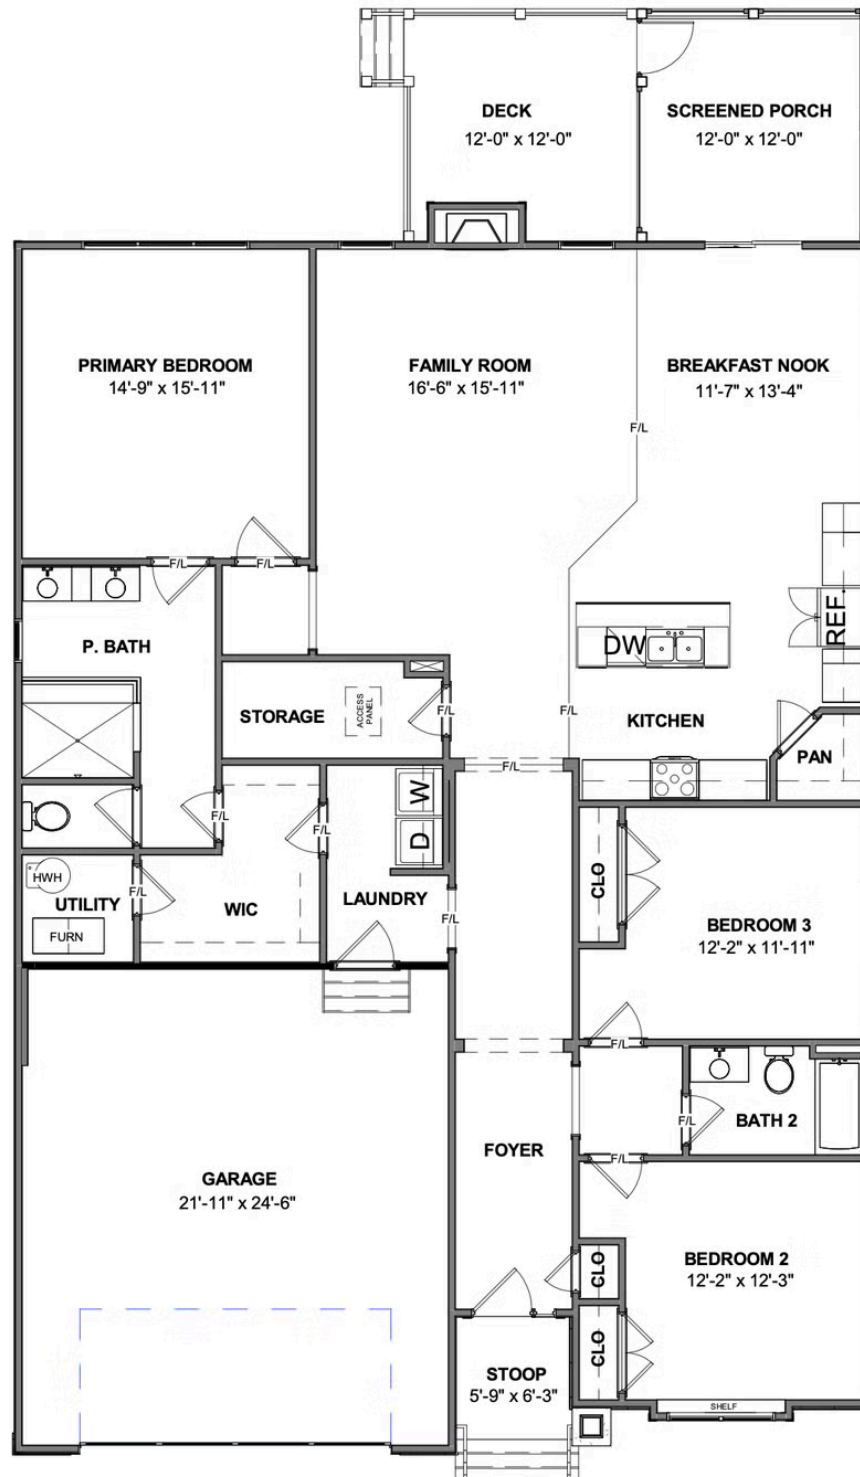 DECK
12'-0" x 12'-0"
SCREENED PORCH
12'-0" x 12'-0"
PRIMARY BEDROOM
14'-9" x 15'-11"
FAMILY ROOM
16'-6" x 15'-11"
BREAKFAST NOOK
11'-7" x 13'-4"
F/L
F/L
F/L
REF
P. BATH
DW
STORAGE
ACCESS
PANEL
F/L
F/L
KITCHEN
PAN
F/L
W
F/L
F/L
D
CLO
HWH
UTILITY
F/L
WIC
LAUNDRY
F/L
FURN
BEDROOM 3
12'-2" x 11'-11"
F/L
F/L
BATH 2
FOYER
F/L
GARAGE
21'-11" x 24'-6"
CLO
BEDROOM 2
12'-2" x 12'-3"
CLO
STOOP
5'-9" x 6'-3"
SHELF